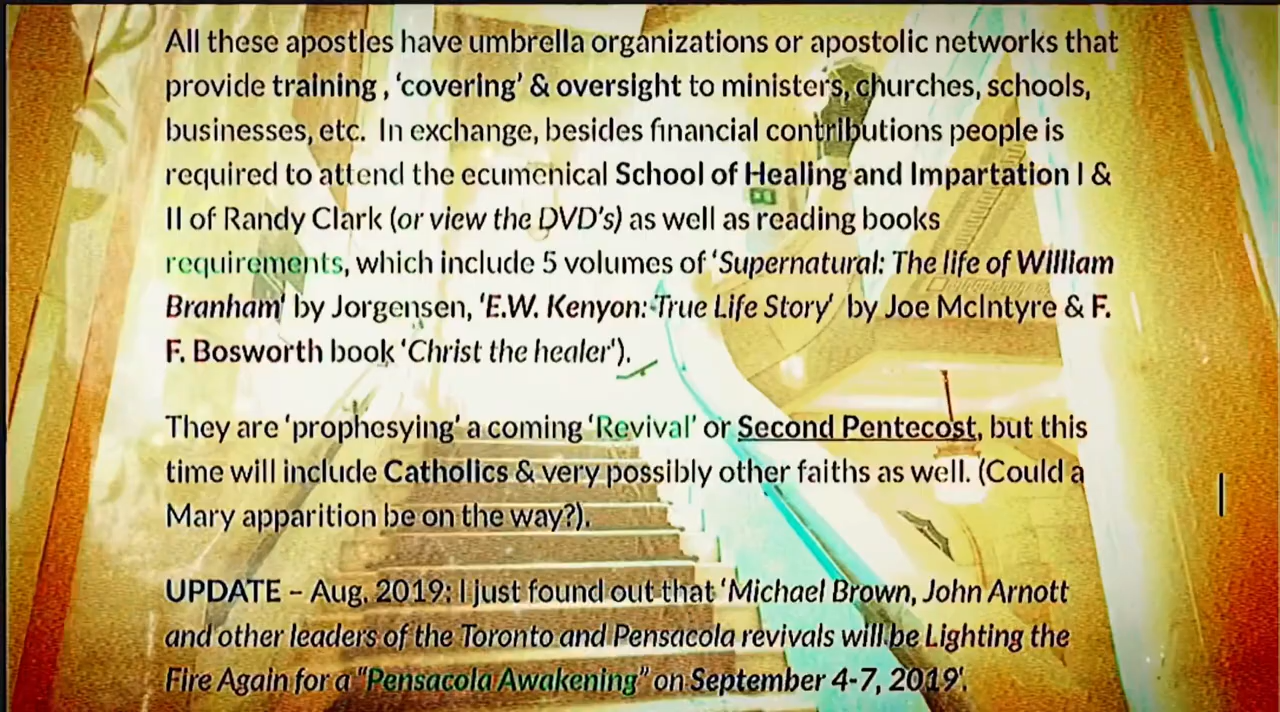 All these apostles have umbrella organizations or apostolic networks that
provide training , ‘covering’ & oversight to ministers, churches, schools,
businesses, etc. In exchange, besides financial contributions people is
required to attend the ecumenical School of Healing and Impartation I &
II of Randy Clark (or view the DVD's) as well as reading books
requirements, which include 5 volumes of ‘Supernatural: The life of William
Branham' by Jorgensen, ‘E.W. Kenyon: True Life Story’ by Joe McIntyre & F.
F. Bosworth book ‘Christ the healer').
They are ‘prophesying’ a coming ‘Revival’ or Second Pentecost, but this
time will include Catholics & very possibly other faiths as well. (Could a
Mary apparition be on the way?).
UPDATE – Aug. 2019: I just found out that ‘Michael Brown, John Arnott
and other leaders of the Toronto and Pensacola revivals will be Lighting the
Fire Again for a “Pensacola Awakening” on September 4-7, 2019'.